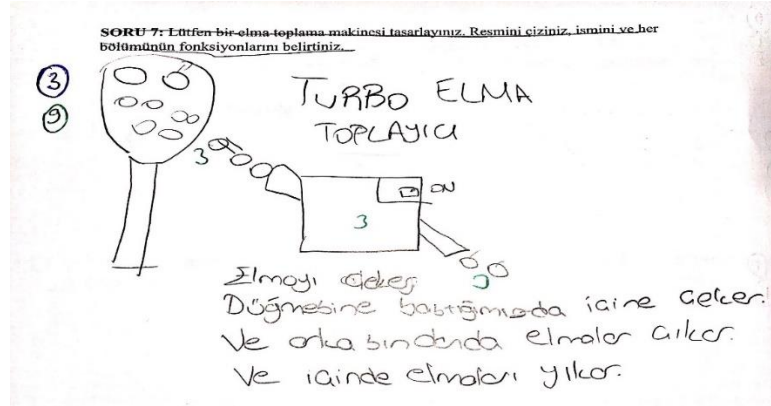 SORU 7: Lütfen bir elma toplama makinesi tasarlayınız. Resmini çiziniz, ismini ve her
bölümünün fonksiyonlarını belirtiniz.
3
9
TURBO ELMA
TOPLAYICI
3
ON
3
3
Elmayı çeker.
Düğmesine bastığımızda içine çeker.
Ve arkasındanda elmalar çıkar.
Ve içinde elmaları yıkar.